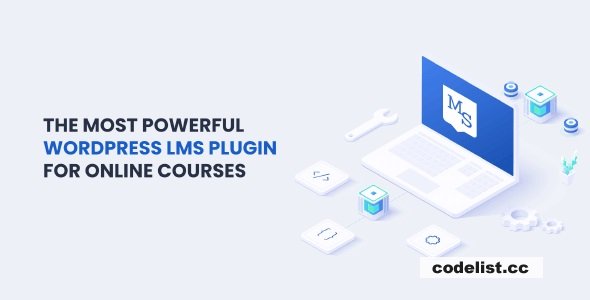 THE MOST POWERFUL
WORDPRESS LMS PLUGIN
FOR ONLINE COURSES
MS
</>
{}
codelist.cc